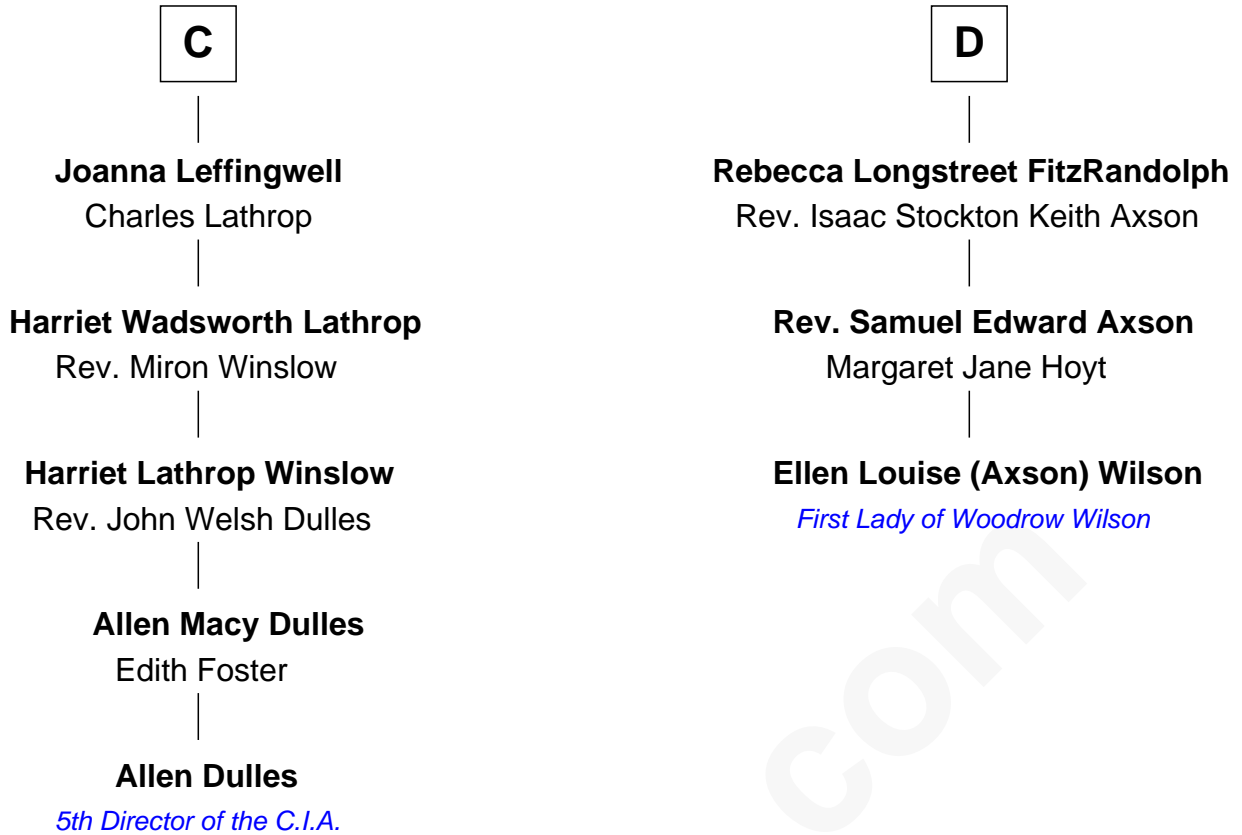 C
Joanna Leffingwell
Charles Lathrop
Harriet Wadsworth Lathrop
Rev. Miron Winslow
Harriet Lathrop Winslow
Rev. John Welsh Dulles
Allen Macy Dulles
Edith Foster
Allen Dulles
5th Director of the C.I.A.
D
Rebecca Longstreet FitzRandolph
Rev. Isaac Stockton Keith Axson
Rev. Samuel Edward Axson
Margaret Jane Hoyt
Ellen Louise (Axson) Wilson
First Lady of Woodrow Wilson
com